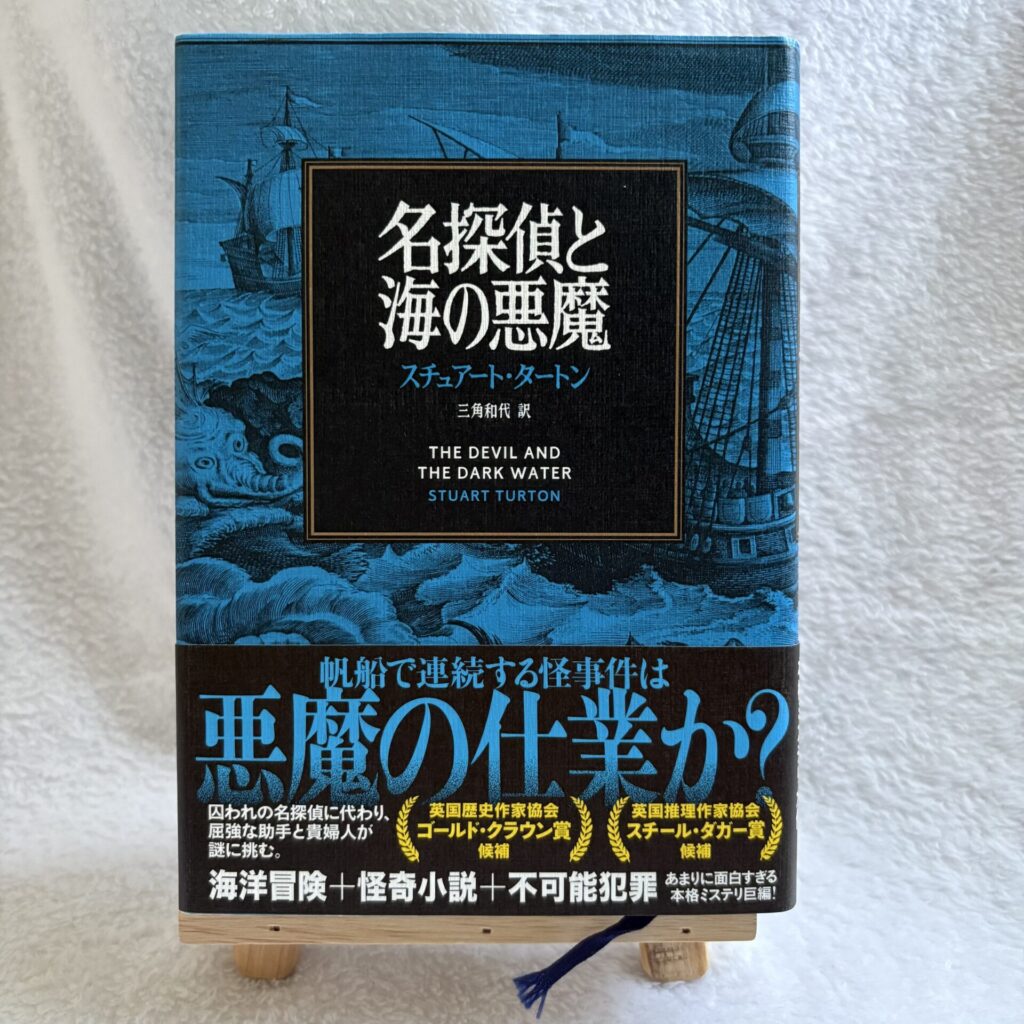 名探偵と
海の悪魔
スチュアート・タートン
三角和代 訳
THE DEVIL AND
THE DARK WATER
STUART TURTON
帆船で連続する怪事件は
悪魔の仕業か?
囚われの名探偵に代わり、
屈強な助手と貴婦人が
謎に挑む。
英国歴史作家協会
ゴールド・クラウン賞
候補
英国推理作家協会
スチール・ダガー賞
候補
海洋冒険+怪奇小説+不可能犯罪
あまりに面白すぎる
本格ミステリ巨編!